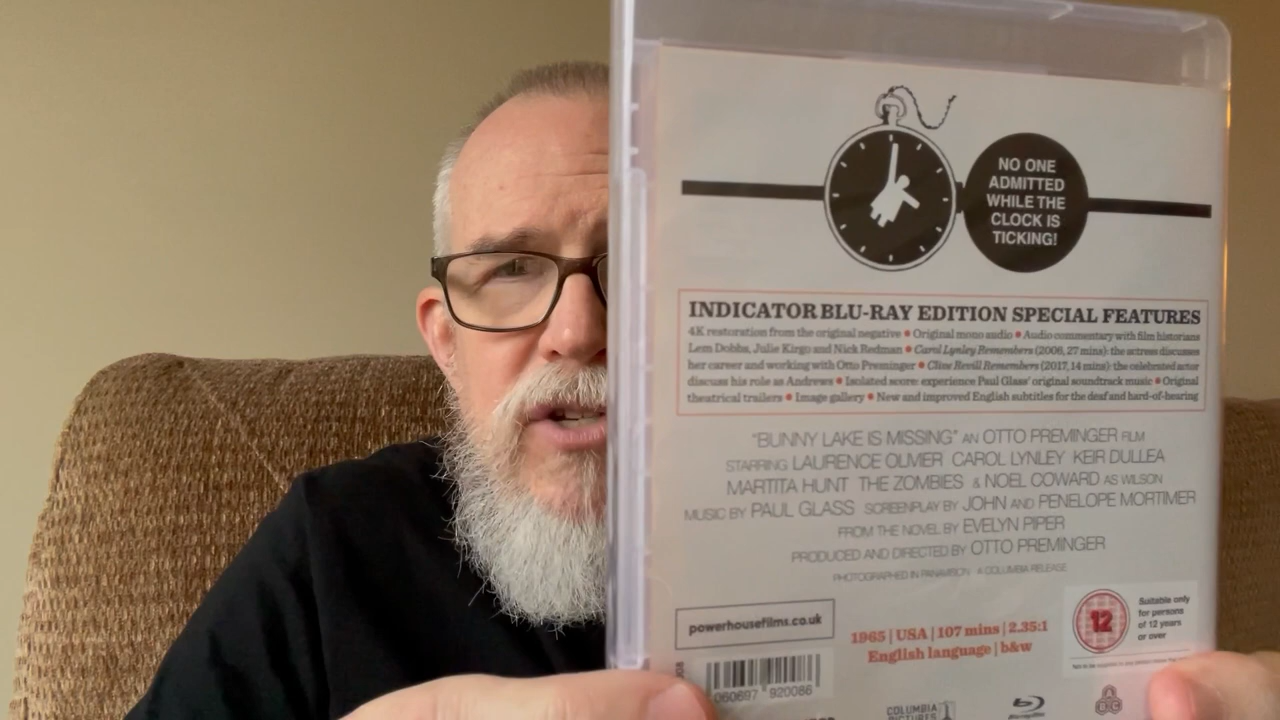 NO ONE
ADMITTED
WHILE THE
CLOCK IS
TICKING!
INDICATOR BLU-RAY EDITION SPECIAL FEATURES
4K restoration from the original negative • Original mono audio • Audio commentary with film historians
Lem Dobbs, Julie Kirgo and Nick Redman • Carol Lynley Remembers (2006, 27 mins): the actress discusses
her career and working with Otto Preminger • Clive Revill Remembers (2017, 14 mins): the celebrated actor
discuss his role as Andrews • Isolated score: experience Paul Glass' original soundtrack music • Original
theatrical trailers • Image gallery • New and improved English subtitles for the deaf and hard-of-hearing
"BUNNY LAKE IS MISSING" AN OTTO PREMINGER FILM
STARRING LAURENCE OLIVIER CAROL LYNLEY KEIR DULLEA
MARTITA HUNT THE ZOMBIES & NOEL COWARD AS WILSON
MUSIC BY PAUL GLASS SCREENPLAY BY JOHN AND PENELOPE MORTIMER
FROM THE NOVEL BY EVELYN PIPER
PRODUCED AND DIRECTED BY OTTO PREMINGER
PHOTOGRAPHED IN PANAVISION A COLUMBIA RELEASE
powerhousefilms.co.uk
1965 | USA | 107 mins | 2.35:1
English language | b&w
12
Suitable only
for persons
of 12 years
or over
060697 920086
COLUMBIA
PICTURES
Blu-ray
ABC